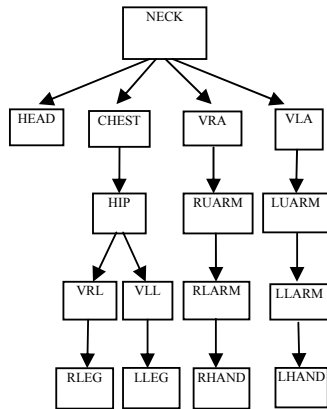 NECK
HEAD
CHEST
VRA
VLA
HIP
RUARM
LUARM
VRL
VLL
RLARM
LLARM
RLEG
LLEG
RHAND
LHAND